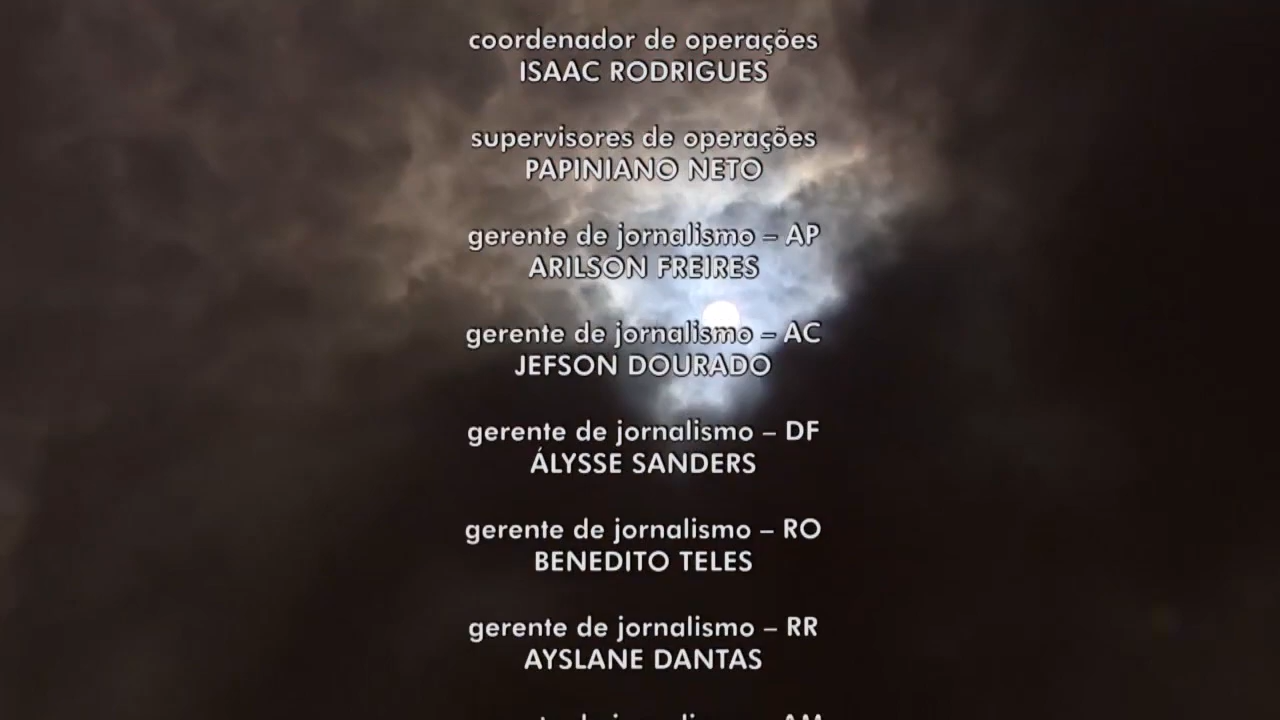 coordenador de operações
ISAAC RODRIGUES
supervisores de operações
PAPINIANO NETO
gerente de jornalismo – AP
ARILSON FREIRES
gerente de jornalismo – AC
JEFSON DOURADO
gerente de jornalismo – DF
ÁLYSSE SANDERS
gerente de jornalismo – RO
BENEDITO TELES
gerente de jornalismo – RR
AYSLANE DANTAS